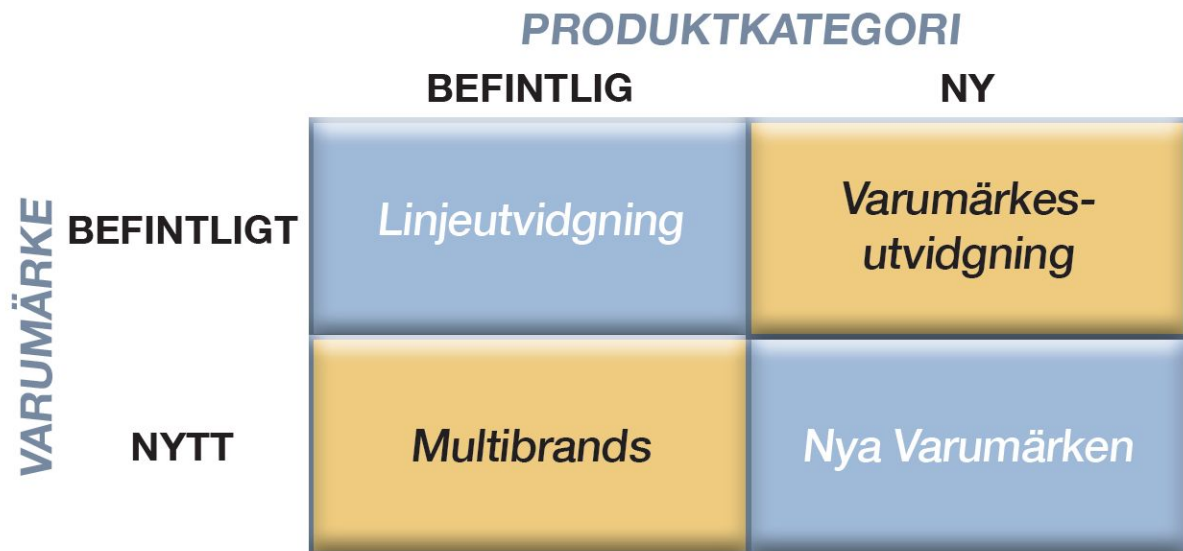 PRODUKTKATEGORI
BEFINTLIG NY
VARUMÄRKE
BEFINTLIGT
Linjeutvidgning
Varumärkes-
utvidgning
NYTT
Multibrands
Nya Varumärken